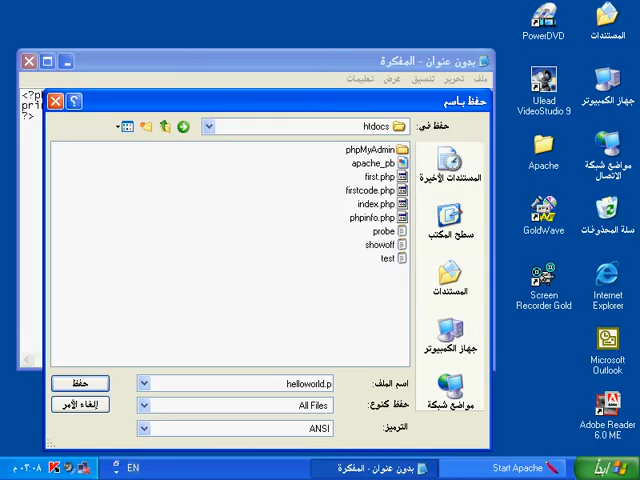 بدون عنوان - المفكرة
ملف تحرير تنسيق عرض تعليمات
<?ph
prin
?>
حفظ باسم
حفظ في: htdocs
phpMyAdmin
apache_pb
first.php
firstcode.php
index.php
phpinfo.php
probe
showoff
test
المستندات الأخيرة
سطح المكتب
المستندات
جهاز الكمبيوتر
مواضع شبكة
اسم الملف: helloworld.p
حفظ كنوع: All Files
الترميز: ANSI
حفظ
إلغاء الأمر
المستندات
جهاز الكمبيوتر
مواضع شبكة
الاتصال
سلة المحذوفات
Internet
Explorer
Microsoft
Outlook
Adobe Reader
6.0 ME
PowerDVD
Ulead
VideoStudio 9
Apache
GoldWave
Screen
Recorder Gold
ابدأ
Start Apache
بدون عنوان - المفكرة
EN
٠٣:٠٨ م